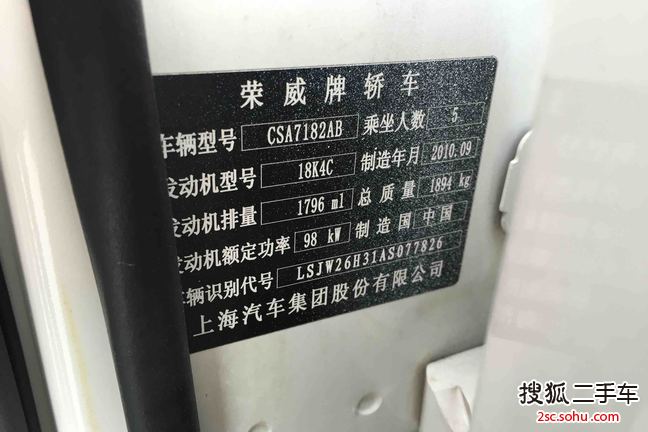 荣威牌轿车
车辆型号 CSA7182AB 乘坐人数 5
发动机型号 18K4C 制造年月 2010.09
发动机排量 1796 ml 总质量 1894 kg
发动机额定功率 98 kW 制造国 中国
车辆识别代号 LSJW26H31AS077826
上海汽车集团股份有限公司
搜狐二手车
2sc.sohu.com